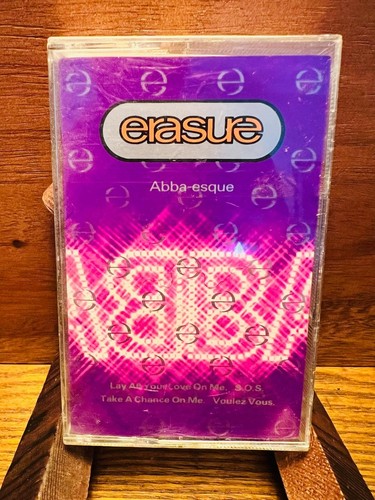 erasure
Abba-esque
ABBA
Lay All Your Love On Me. S.O.S.
Take A Chance On Me. Voulez Vous.